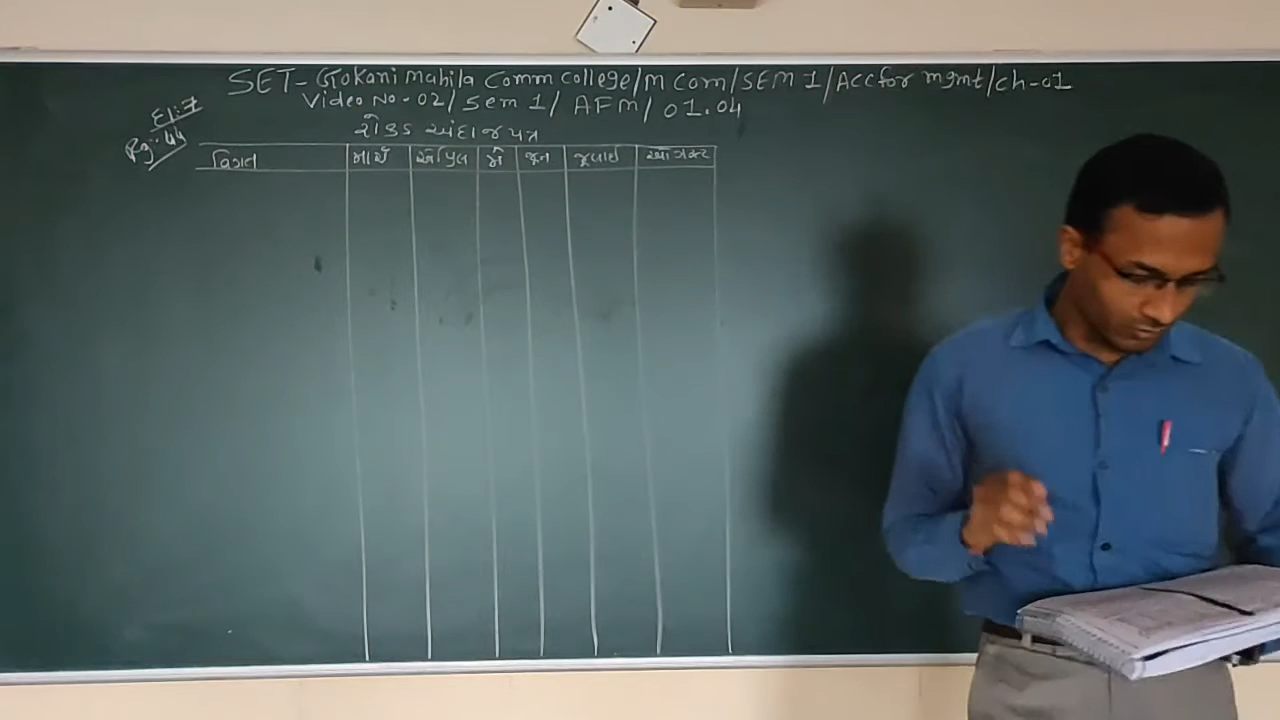 SET-Gokani Mahila Comm college/M Com/SEM 1/Acc for mgmt/ch-01
Video No-02/Sem 1/AFM/01.04
દા:7
Pg:-44
રોકડ અંદાજપત્ર
વિગત માર્ચ એપ્રિલ મે જૂન જુલાઈ ઓગસ્ટ